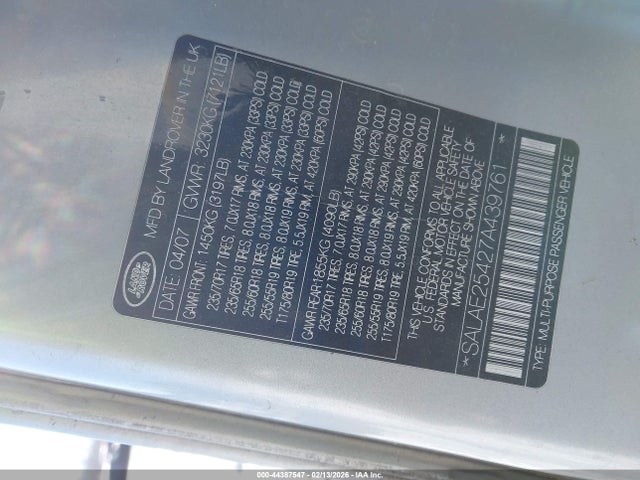 LAND ROVER
MFD BY LANDROVER IN THE UK
DATE: 04/07 GVWR: 3230KG (7121LB)
GAWR FRONT: 1450KG (3197LB)
235/70R17 TIRES, 7.0JX17 RIMS, AT 230KPA (33PSI) COLD
235/65R18 TIRES, 8.0JX18 RIMS, AT 230KPA (33PSI) COLD
255/60R18 TIRES, 8.0JX18 RIMS, AT 230KPA (33PSI) COLD
255/55R19 TIRES, 8.0JX19 RIMS, AT 230KPA (33PSI) COLD
T175/80R19 TIRE, 5.5JX19 RIM, AT 420KPA (60PSI) COLD
GAWR REAR: 1855KG (4090LB)
235/70R17 TIRES, 7.0JX17 RIMS, AT 290KPA (42PSI) COLD
235/65R18 TIRES, 8.0JX18 RIMS, AT 290KPA (42PSI) COLD
255/60R18 TIRES, 8.0JX18 RIMS, AT 290KPA (42PSI) COLD
255/55R19 TIRES, 8.0JX19 RIMS, AT 290KPA (42PSI) COLD
T175/80R19 TIRE, 5.5JX19 RIM, AT 420KPA (60PSI) COLD
THIS VEHICLE CONFORMS TO ALL APPLICABLE
U.S. FEDERAL MOTOR VEHICLE SAFETY
STANDARDS IN EFFECT ON THE DATE OF
MANUFACTURE SHOWN ABOVE
*SALAE25427A439761*
TYPE: MULTI-PURPOSE PASSENGER VEHICLE
000-44387547 - 02/13/2026 - IAA Inc.